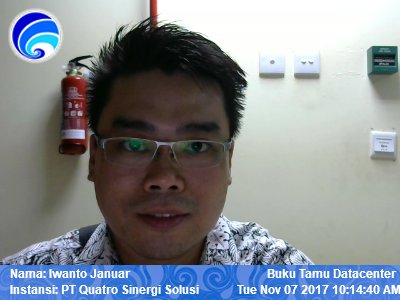 Nama: Iwanto Januar
Buku Tamu Datacenter
Instansi: PT Quatro Sinergi Solusi
Tue Nov 07 2017 10:14:40 AM